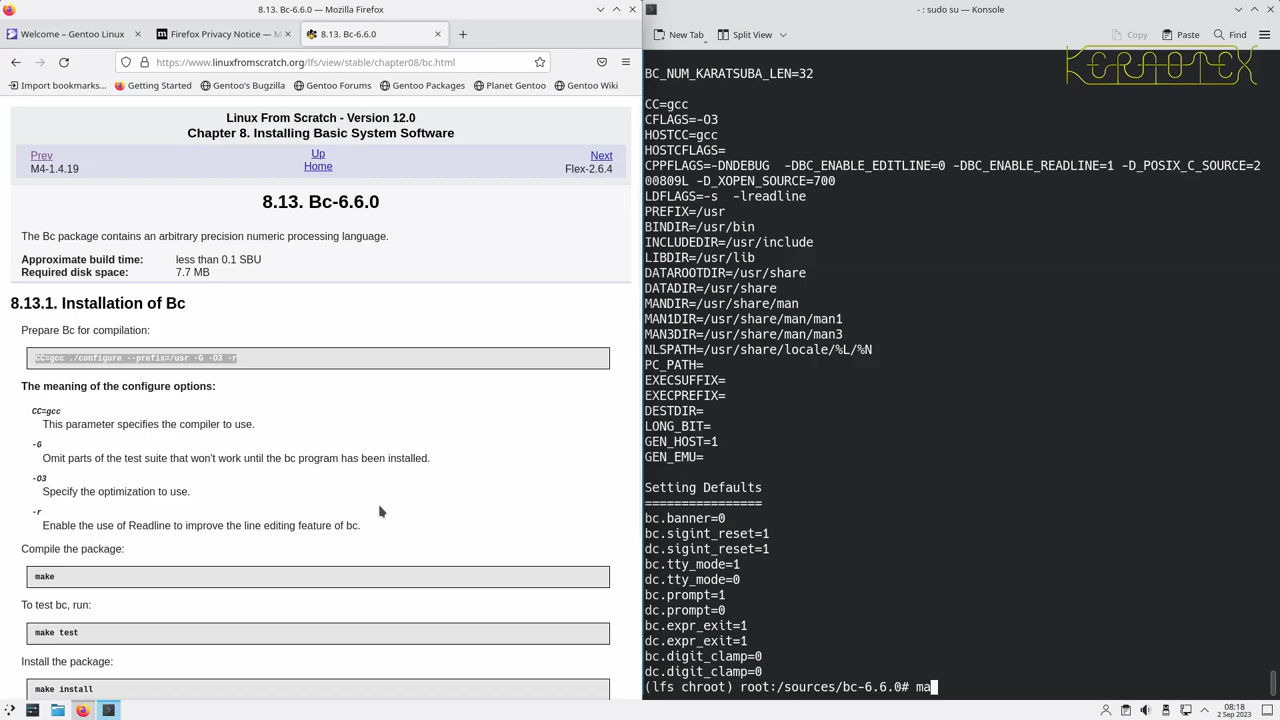 8.13. Bc-6.6.0 — Mozilla Firefox
Welcome – Gentoo Linux
Firefox Privacy Notice — M
8.13. Bc-6.6.0
https://www.linuxfromscratch.org/lfs/view/stable/chapter08/bc.html
Import bookmarks...
Getting Started
Gentoo's Bugzilla
Gentoo Forums
Gentoo Packages
Planet Gentoo
Gentoo Wiki
Linux From Scratch - Version 12.0
Chapter 8. Installing Basic System Software
Prev
Up
Next
M4-1.4.19
Home
Flex-2.6.4
8.13. Bc-6.6.0
The Bc package contains an arbitrary precision numeric processing language.
Approximate build time: less than 0.1 SBU
Required disk space: 7.7 MB
8.13.1. Installation of Bc
Prepare Bc for compilation:
CC=gcc ./configure --prefix=/usr -G -O3 -r
The meaning of the configure options:
CC=gcc
This parameter specifies the compiler to use.
-G
Omit parts of the test suite that won't work until the bc program has been installed.
-O3
Specify the optimization to use.
-r
Enable the use of Readline to improve the line editing feature of bc.
Compile the package:
make
To test bc, run:
make test
Install the package:
make install
- : sudo su — Konsole
New Tab
Split View
Copy
Paste
Find
KERNOTEX
BC_NUM_KARATSUBA_LEN=32
CC=gcc
CFLAGS=-O3
HOSTCC=gcc
HOSTCFLAGS=
CPPFLAGS=-DNDEBUG  -DBC_ENABLE_EDITLINE=0 -DBC_ENABLE_READLINE=1 -D_POSIX_C_SOURCE=2
00809L -D_XOPEN_SOURCE=700
LDFLAGS=-s  -lreadline
PREFIX=/usr
BINDIR=/usr/bin
INCLUDEDIR=/usr/include
LIBDIR=/usr/lib
DATAROOTDIR=/usr/share
DATADIR=/usr/share
MANDIR=/usr/share/man
MAN1DIR=/usr/share/man/man1
MAN3DIR=/usr/share/man/man3
NLSPATH=/usr/share/locale/%L/%N
PC_PATH=
EXECSUFFIX=
EXECPREFIX=
DESTDIR=
LONG_BIT=
GEN_HOST=1
GEN_EMU=
Setting Defaults
================
bc.banner=0
bc.sigint_reset=1
dc.sigint_reset=1
bc.tty_mode=1
dc.tty_mode=0
bc.prompt=1
dc.prompt=0
bc.expr_exit=1
dc.expr_exit=1
bc.digit_clamp=0
dc.digit_clamp=0
(lfs chroot) root:/sources/bc-6.6.0# ma
08:18
2 Sep 2023